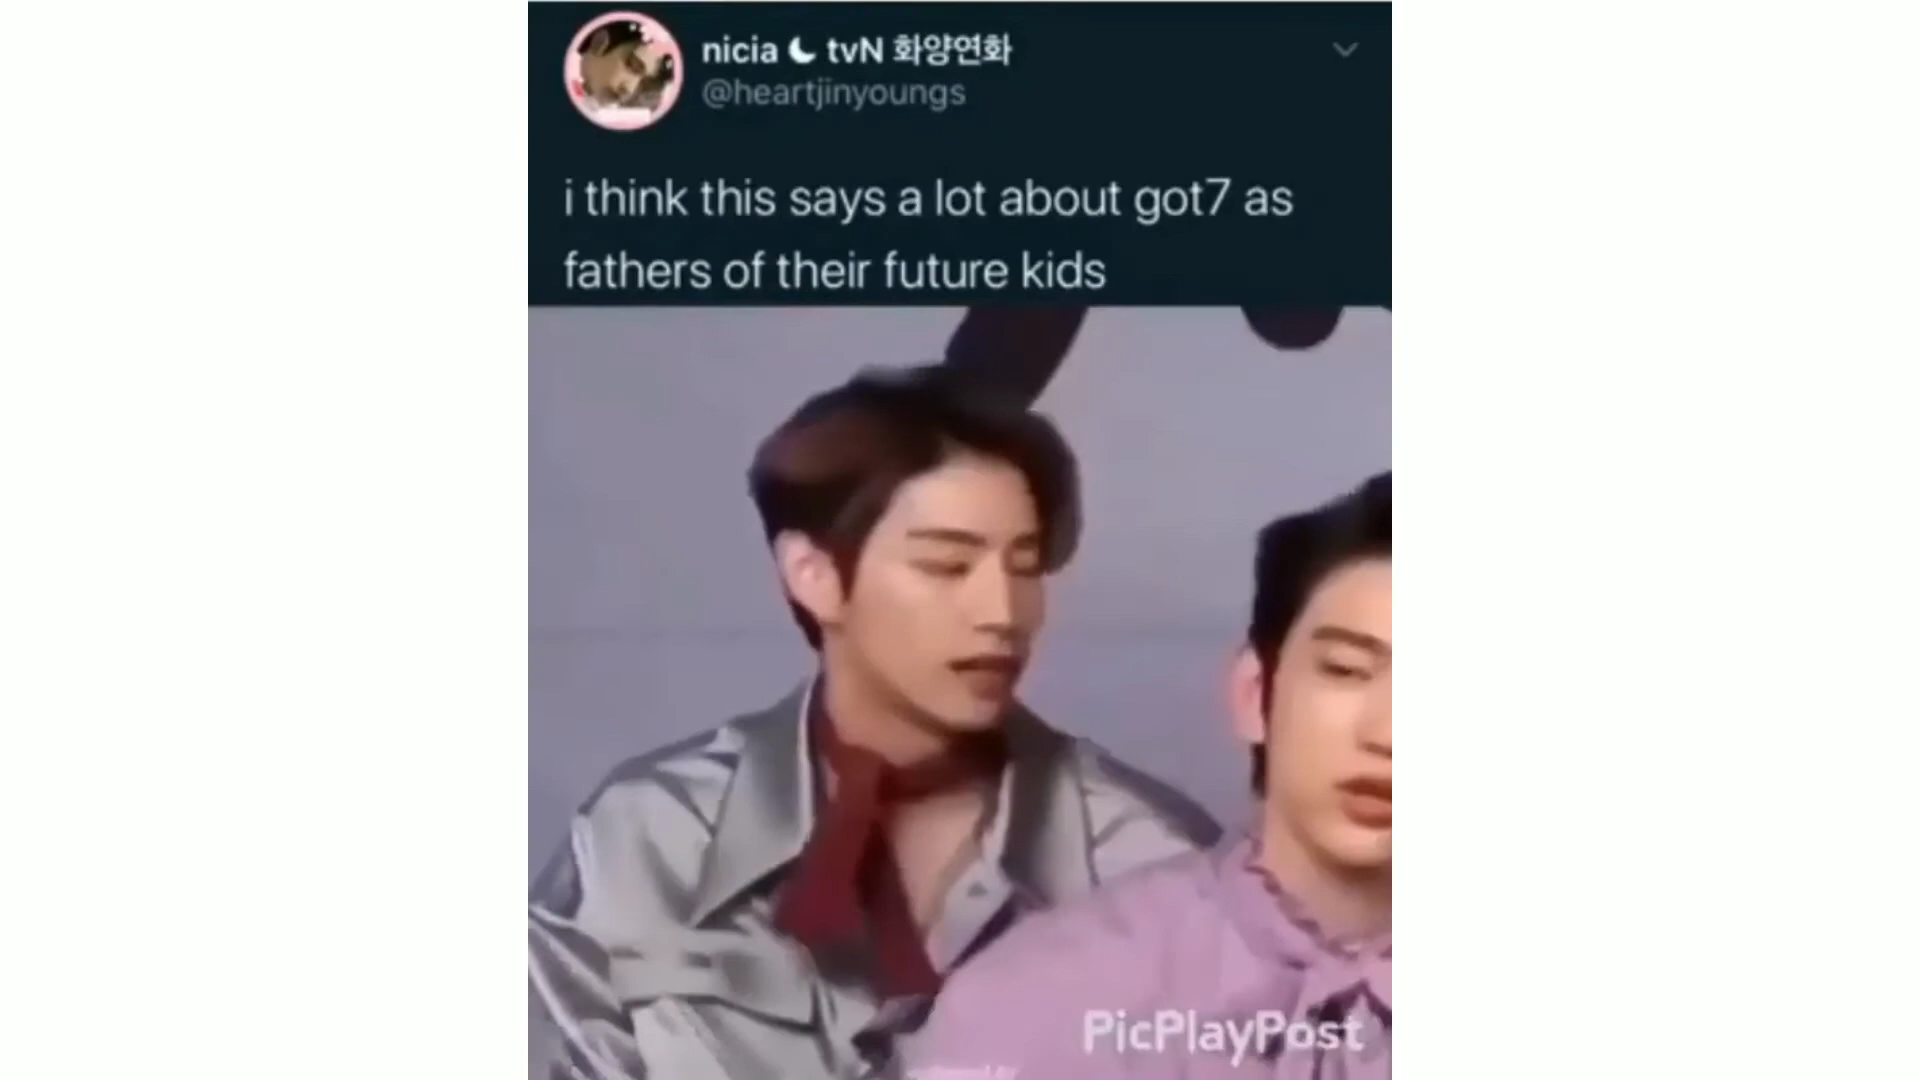 nicia tvN 화양연화
@heartjinyoungs
i think this says a lot about got7 as
fathers of their future kids
PicPlayPost